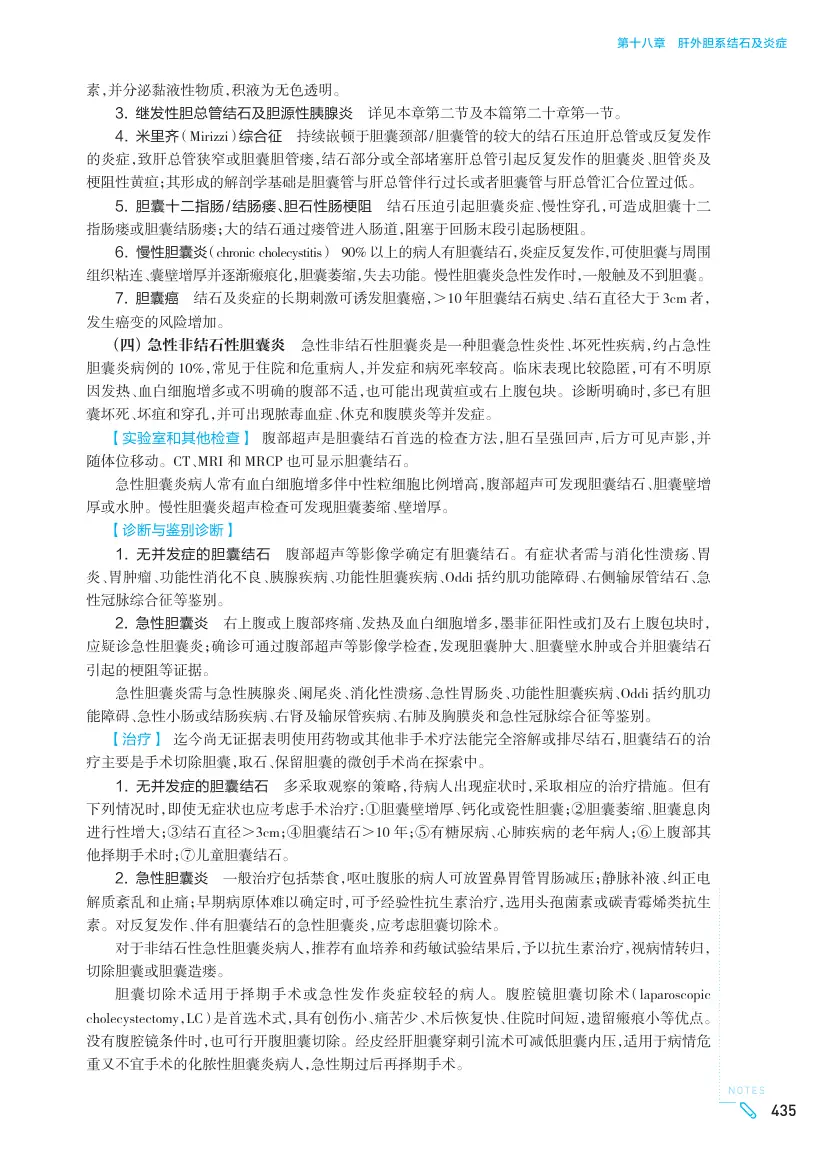 第十八章　肝外胆系结石及炎症
素,并分泌黏液性物质,积液为无色透明。
3. 继发性胆总管结石及胆源性胰腺炎　详见本章第二节及本篇第二十章第一节。
4. 米里齐(Mirizzi)综合征　持续嵌顿于胆囊颈部/胆囊管的较大的结石压迫肝总管或反复发作
的炎症,致肝总管狭窄或胆囊胆管瘘,结石部分或全部堵塞肝总管引起反复发作的胆囊炎、胆管炎及
梗阻性黄疸;其形成的解剖学基础是胆囊管与肝总管伴行过长或者胆囊管与肝总管汇合位置过低。
5. 胆囊十二指肠/结肠瘘、胆石性肠梗阻　结石压迫引起胆囊炎症、慢性穿孔,可造成胆囊十二
指肠瘘或胆囊结肠瘘;大的结石通过瘘管进入肠道,阻塞于回肠末段引起肠梗阻。
6. 慢性胆囊炎(chronic cholecystitis)　90%以上的病人有胆囊结石,炎症反复发作,可使胆囊与周围
组织粘连、囊壁增厚并逐渐瘢痕化,胆囊萎缩,失去功能。慢性胆囊炎急性发作时,一般触及不到胆囊。
7. 胆囊癌　结石及炎症的长期刺激可诱发胆囊癌,＞10年胆囊结石病史、结石直径大于3cm者,
发生癌变的风险增加。
(四) 急性非结石性胆囊炎　急性非结石性胆囊炎是一种胆囊急性炎性、坏死性疾病,约占急性
胆囊炎病例的10%,常见于住院和危重病人,并发症和病死率较高。临床表现比较隐匿,可有不明原
因发热、血白细胞增多或不明确的腹部不适,也可能出现黄疸或右上腹包块。诊断明确时,多已有胆
囊坏死、坏疽和穿孔,并可出现脓毒血症、休克和腹膜炎等并发症。
【实验室和其他检查】 腹部超声是胆囊结石首选的检查方法,胆石呈强回声,后方可见声影,并
随体位移动。CT、MRI和MRCP也可显示胆囊结石。
急性胆囊炎病人常有血白细胞增多伴中性粒细胞比例增高,腹部超声可发现胆囊结石、胆囊壁增
厚或水肿。慢性胆囊炎超声检查可发现胆囊萎缩、壁增厚。
【诊断与鉴别诊断】
1. 无并发症的胆囊结石　腹部超声等影像学确定有胆囊结石。有症状者需与消化性溃疡、胃
炎、胃肿瘤、功能性消化不良、胰腺疾病、功能性胆囊疾病、Oddi括约肌功能障碍、右侧输尿管结石、急
性冠脉综合征等鉴别。
2. 急性胆囊炎　右上腹或上腹部疼痛、发热及血白细胞增多,墨菲征阳性或扪及右上腹包块时,
应疑诊急性胆囊炎;确诊可通过腹部超声等影像学检查,发现胆囊肿大、胆囊壁水肿或合并胆囊结石
引起的梗阻等证据。
急性胆囊炎需与急性胰腺炎、阑尾炎、消化性溃疡、急性胃肠炎、功能性胆囊疾病、Oddi括约肌功
能障碍、急性小肠或结肠疾病、右肾及输尿管疾病、右肺及胸膜炎和急性冠脉综合征等鉴别。
【治疗】 迄今尚无证据表明使用药物或其他非手术疗法能完全溶解或排尽结石,胆囊结石的治
疗主要是手术切除胆囊,取石、保留胆囊的微创手术尚在探索中。
1. 无并发症的胆囊结石　多采取观察的策略,待病人出现症状时,采取相应的治疗措施。但有
下列情况时,即使无症状也应考虑手术治疗:①胆囊壁增厚、钙化或瓷性胆囊;②胆囊萎缩、胆囊息肉
进行性增大;③结石直径＞3cm;④胆囊结石＞10年;⑤有糖尿病、心肺疾病的老年病人;⑥上腹部其
他择期手术时;⑦儿童胆囊结石。
2. 急性胆囊炎　一般治疗包括禁食,呕吐腹胀的病人可放置鼻胃管胃肠减压;静脉补液、纠正电
解质紊乱和止痛;早期病原体难以确定时,可予经验性抗生素治疗,选用头孢菌素或碳青霉烯类抗生
素。对反复发作、伴有胆囊结石的急性胆囊炎,应考虑胆囊切除术。
对于非结石性急性胆囊炎病人,推荐有血培养和药敏试验结果后,予以抗生素治疗,视病情转归,
切除胆囊或胆囊造瘘。
胆囊切除术适用于择期手术或急性发作炎症较轻的病人。腹腔镜胆囊切除术(laparoscopic
cholecystectomy,LC)是首选术式,具有创伤小、痛苦少、术后恢复快、住院时间短,遗留瘢痕小等优点。
没有腹腔镜条件时,也可行开腹胆囊切除。经皮经肝胆囊穿刺引流术可减低胆囊内压,适用于病情危
重又不宜手术的化脓性胆囊炎病人,急性期过后再择期手术。
NOTES
435